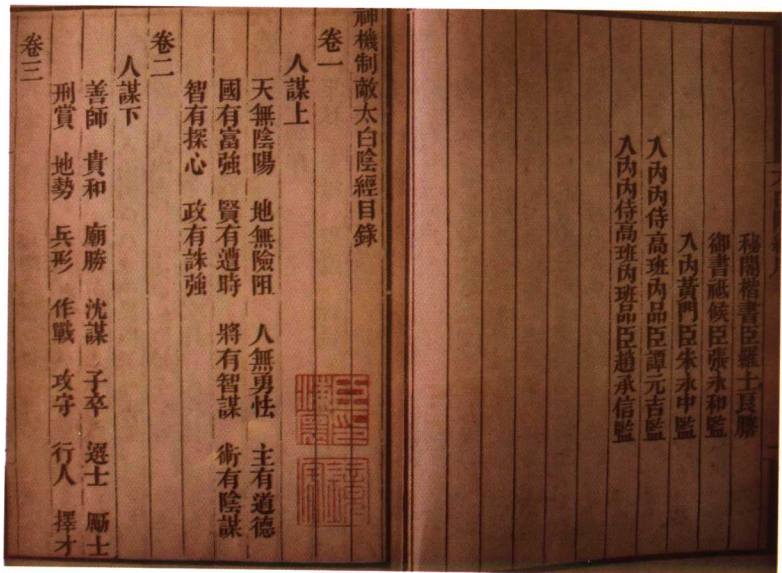 秘閣楷書臣羅士良謄
御書祗候臣張永和監
入內黃門臣朱永中監
入內內侍高班內品臣譚元吉監
入內內侍高班內班品臣趙承信監
神機制敵太白陰經目錄
卷一
人謀上
天無陰陽 地無險阻 人無勇怯 主有道德
國有富強 賢有遭時 將有智謀 術有陰謀
智有探心 政有誅強
卷二
人謀下
善師 貴和 廟勝 沈謀 子卒 選士 勵士
刑賞 地勢 兵形 作戰 攻守 行人 擇才
卷三